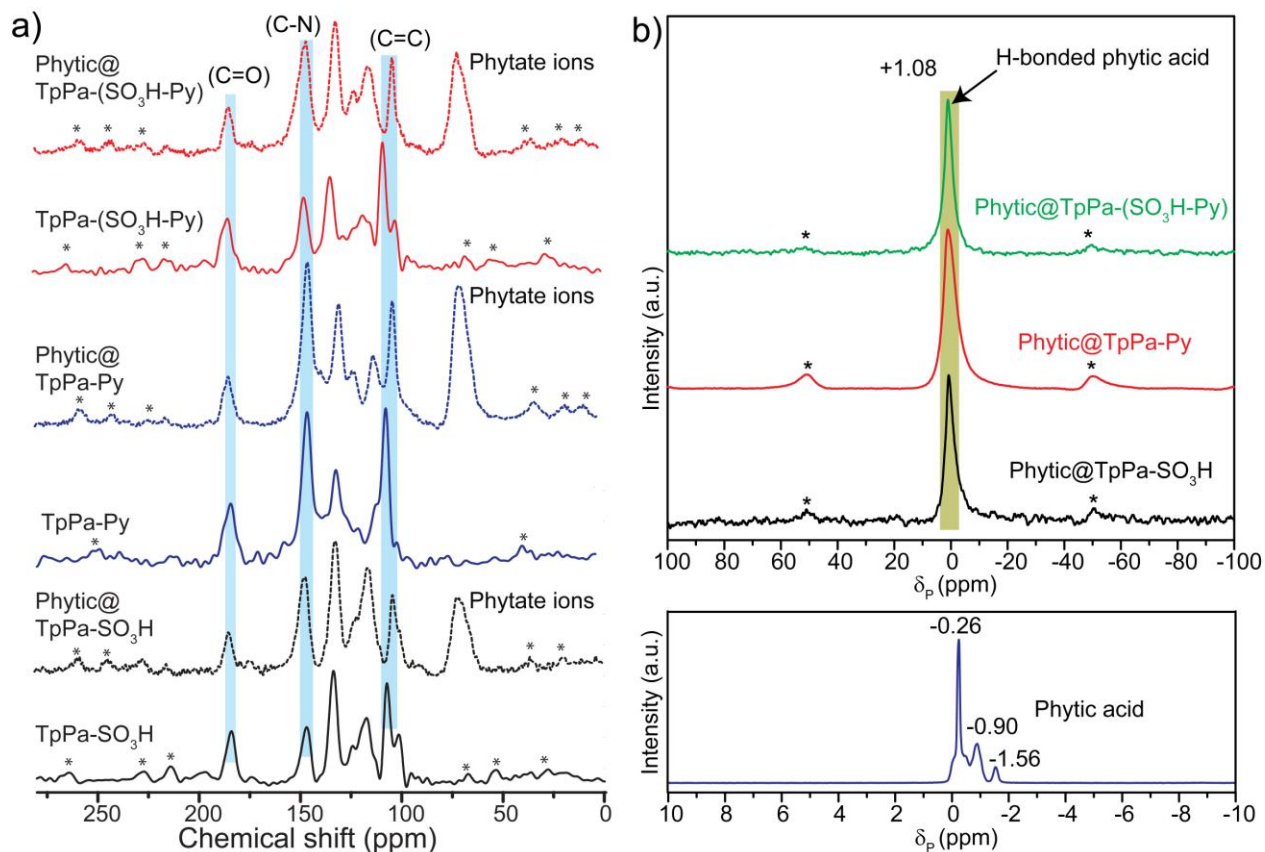 a)
(C=O)
(C-N)
(C=C)
Phytic@
TpPa-(SO₃H-Py)
Phytate ions
* * * * * *
TpPa-(SO₃H-Py)
* * * * * *
Phytate ions
Phytic@
TpPa-Py
* * * * * *
TpPa-Py
* *
Phytic@
TpPa-SO₃H
Phytate ions
* * * *
TpPa-SO₃H
* * * * * *
250 200 150 100 50 0
Chemical shift (ppm)
b)
+1.08
H-bonded phytic acid
Phytic@TpPa-(SO₃H-Py)
* *
Phytic@TpPa-Py
* *
Phytic@TpPa-SO₃H
* *
Intensity (a.u.)
100 80 60 40 20 0 -20 -40 -60 -80 -100
δP (ppm)
-0.26
-0.90
-1.56
Phytic acid
Intensity (a.u.)
10 8 6 4 2 0 -2 -4 -6 -8 -10
δP (ppm)